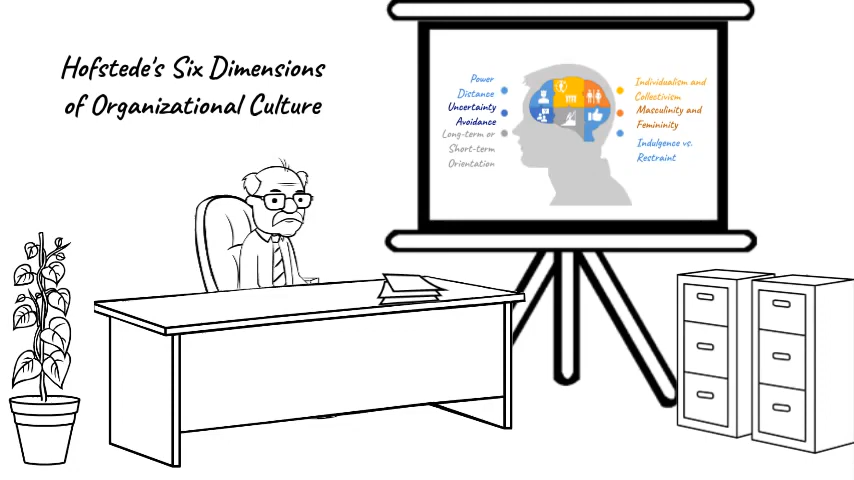 Hofstede's Six Dimensions
of Organizational Culture
Power
Distance
Uncertainty
Avoidance
Long-term or
Short-term
Orientation
Individualism and
Collectivism
Masculinity and
Femininity
Indulgence vs.
Restraint